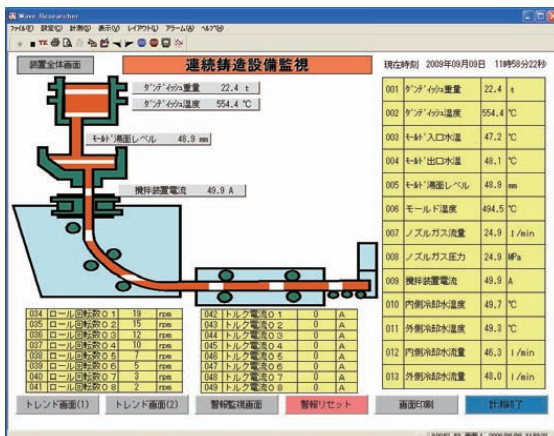 Wave Researcher
ファイル(F) 設定(C) 計測(S) 表示(V) レイアウト(L) アラーム(A) ヘルプ(H)
装置全体画面
連続鋳造設備監視
現在時刻 2009年09月09日 11時58分22秒
タンディッシュ重量 22.4 t
タンディッシュ温度 554.4 ℃
モールド湯面レベル 48.9 mm
攪拌装置電流 49.9 A
001 タンディッシュ重量 22.4 t
002 タンディッシュ温度 554.4 ℃
003 モールド入口水温 47.2 ℃
004 モールド出口水温 48.1 ℃
005 モールド湯面レベル 48.9 mm
006 モールド温度 494.5 ℃
007 ノズルガス流量 24.9 l/min
008 ノズルガス圧力 24.9 MPa
009 攪拌装置電流 49.9 A
010 内側冷却水温度 49.7 ℃
011 外側冷却水温度 49.3 ℃
012 内側冷却水流量 46.3 l/min
013 外側冷却水流量 48.0 l/min
034 ロール回転数01 19 rpm
035 ロール回転数02 15 rpm
036 ロール回転数03 12 rpm
037 ロール回転数04 10 rpm
038 ロール回転数05 7 rpm
039 ロール回転数06 5 rpm
040 ロール回転数07 3 rpm
041 ロール回転数08 2 rpm
042 トルク電流01 0 A
043 トルク電流02 0 A
044 トルク電流03 0 A
045 トルク電流04 0 A
046 トルク電流05 0 A
047 トルク電流06 0 A
048 トルク電流07 0 A
049 トルク電流08 0 A
トレンド画面(1) トレンド画面(2) 警報監視画面 警報リセット 画面印刷 計測終了